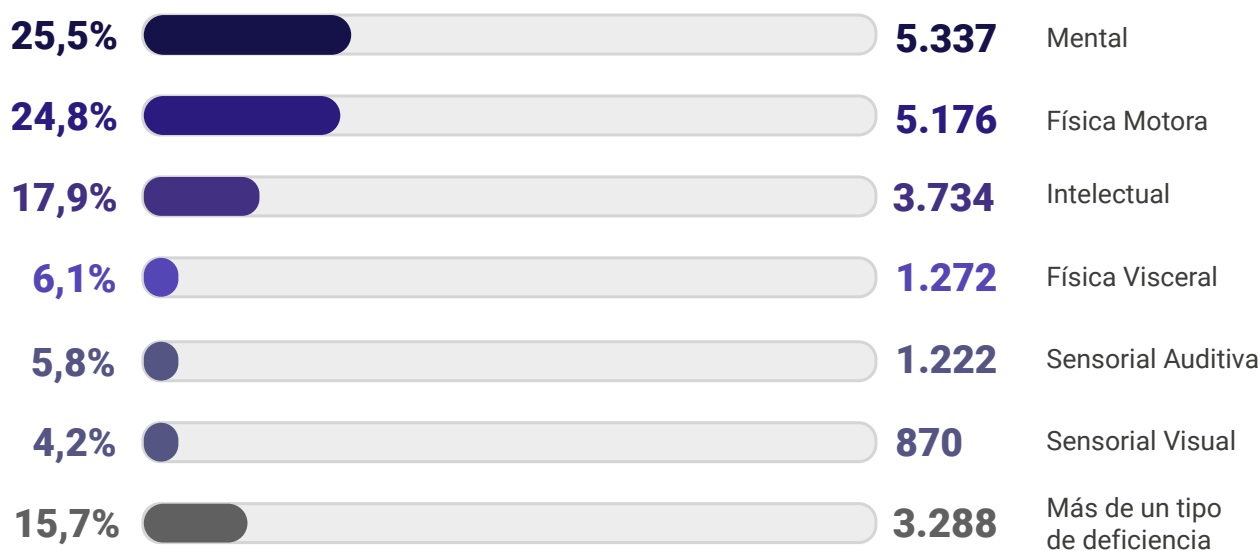 25,5% 5.337 Mental
24,8% 5.176 Física Motora
17,9% 3.734 Intelectual
6,1% 1.272 Física Visceral
5,8% 1.222 Sensorial Auditiva
4,2% 870 Sensorial Visual
15,7% 3.288 Más de un tipo
de deficiencia